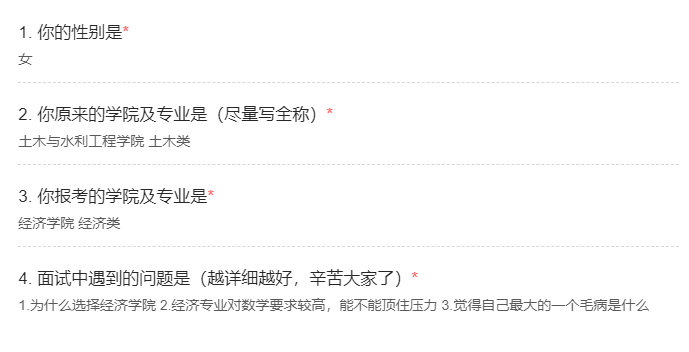 1. 你的性别是*
女
2. 你原来的学院及专业是（尽量写全称）*
土木与水利工程学院 土木类
3. 你报考的学院及专业是*
经济学院 经济类
4. 面试中遇到的问题是（越详细越好，辛苦大家了）*
1.为什么选择经济学院 2.经济专业对数学要求较高，能不能顶住压力 3.觉得自己最大的一个毛病是什么